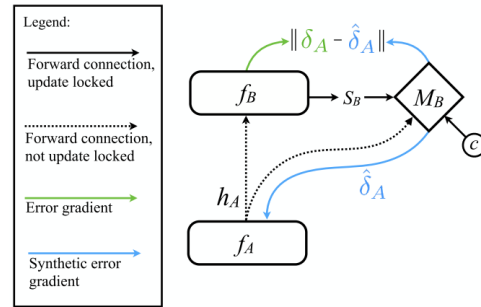 Legend:
Forward connection,
update locked
Forward connection,
not update locked
Error gradient
Synthetic error
gradient
‖ δ_A - δ̂_A ‖
f_B
S_B
M_B
c
h_A
δ̂_A
f_A